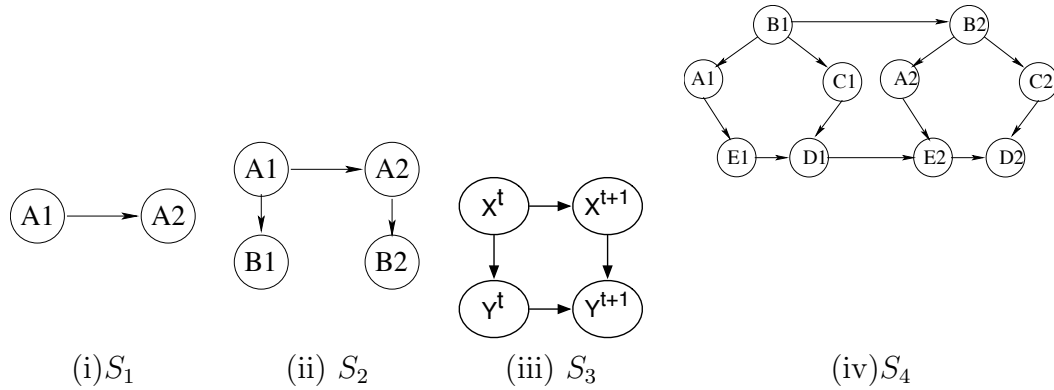 B1 B2
A1 C1 A2 C2
E1 D1 E2 D2
A1 A2
A1 A2
B1 B2
X^t X^{t+1}
Y^t Y^{t+1}
(i)S_1 (ii) S_2 (iii) S_3 (iv)S_4